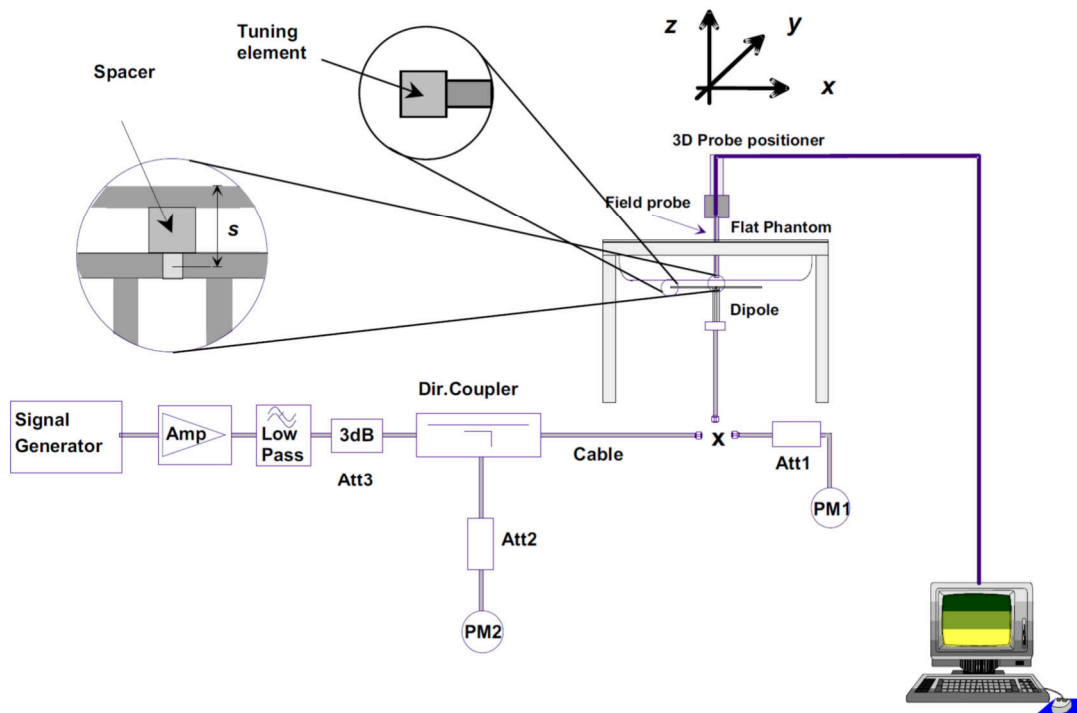 Tuning
element
Spacer
z
y
x
3D Probe positioner
Field probe
Flat Phantom
s
Dipole
Dir.Coupler
Signal
Generator
Amp
Low
Pass
3dB
Att3
Cable
x
Att1
PM1
Att2
PM2